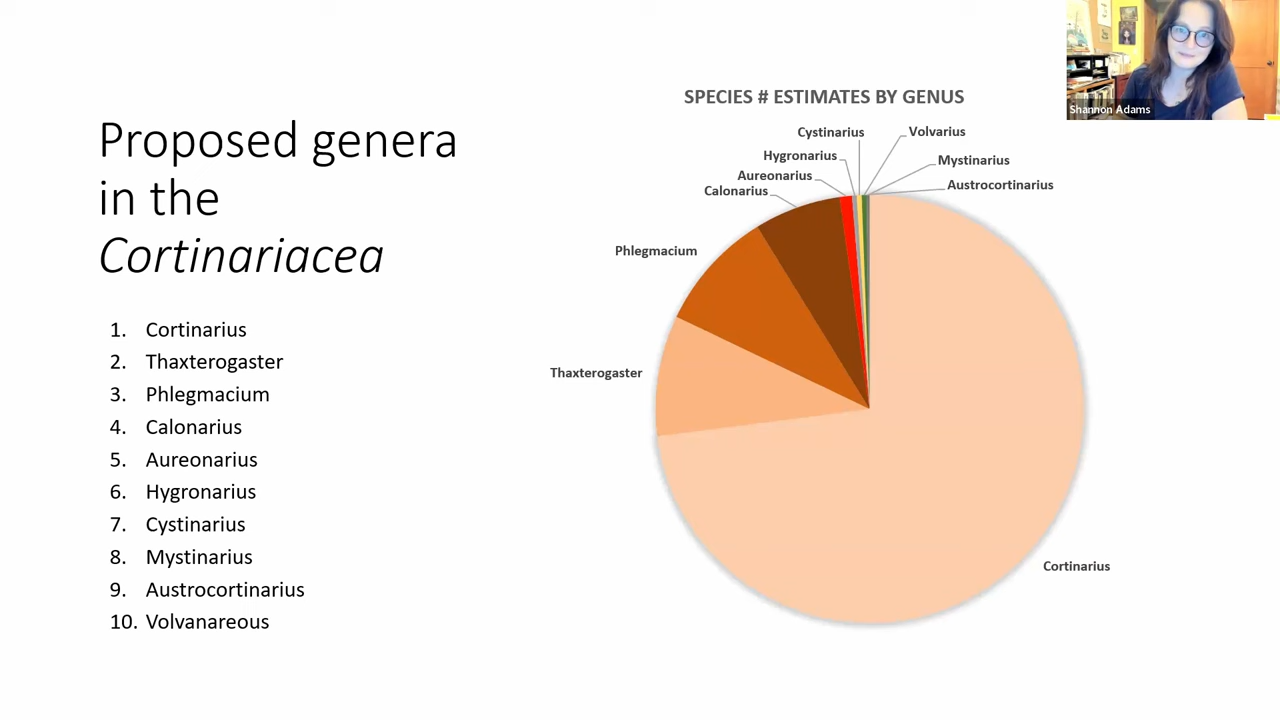 Proposed genera
in the
Cortinariacea
1. Cortinarius
2. Thaxterogaster
3. Phlegmacium
4. Calonarius
5. Aureonarius
6. Hygronarius
7. Cystinarius
8. Mystinarius
9. Austrocortinarius
10. Volvanareous
SPECIES # ESTIMATES BY GENUS
Cystinarius
Volvarius
Hygronarius
Mystinarius
Aureonarius
Austrocortinarius
Calonarius
Phlegmacium
Thaxterogaster
Cortinarius
Shannon Adams